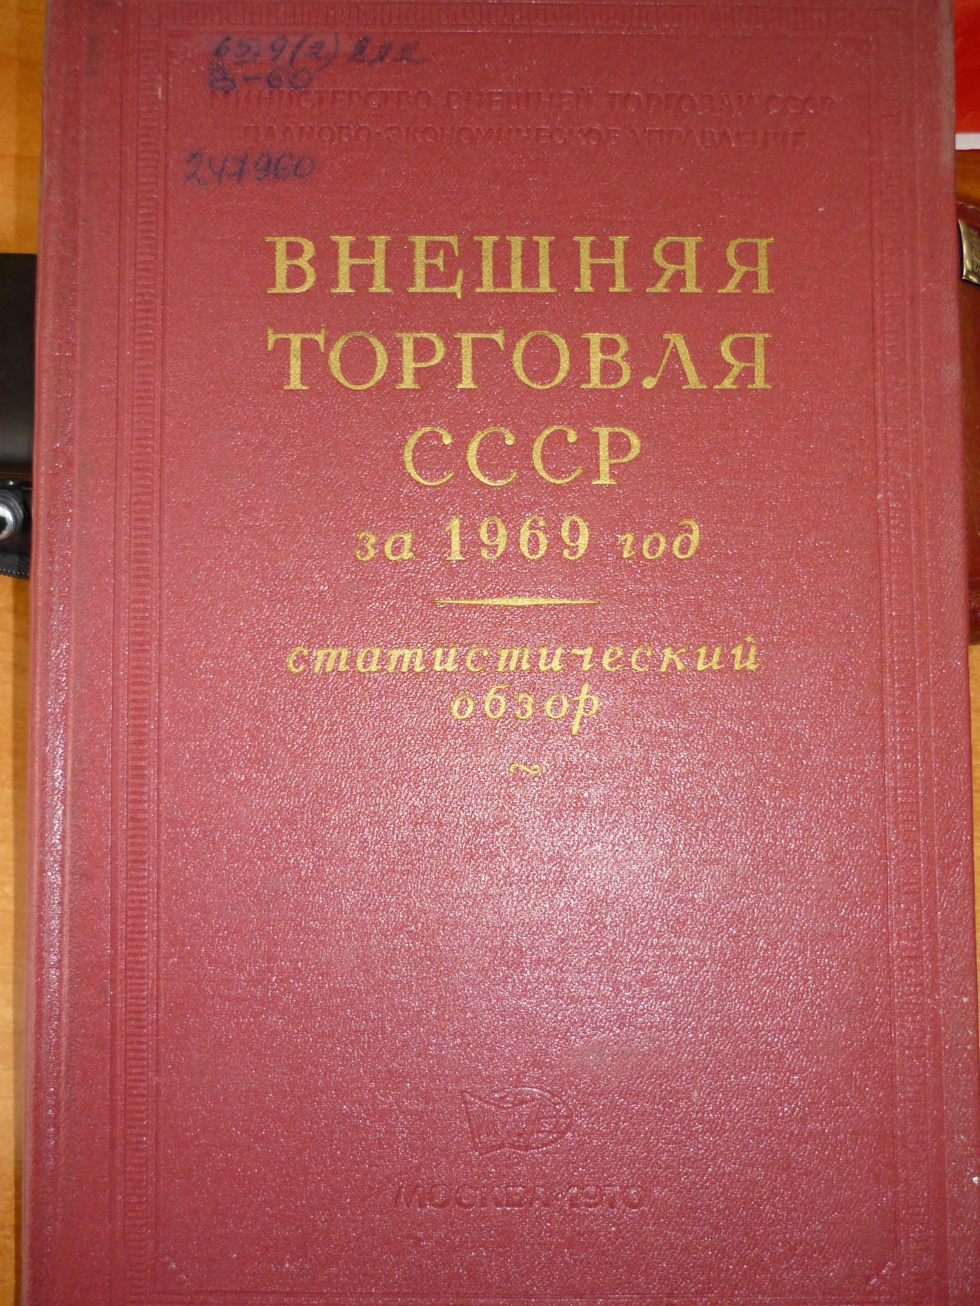 65.9(2)
В-60
МИНИСТЕРСТВО ВНЕШНЕЙ ТОРГОВЛИ СССР
ПЛАНОВО-ЭКОНОМИЧЕСКОЕ УПРАВЛЕНИЕ
247960
ВНЕШНЯЯ
ТОРГОВЛЯ
СССР
за 1969 год
статистический
обзор
МОСКВА-1970